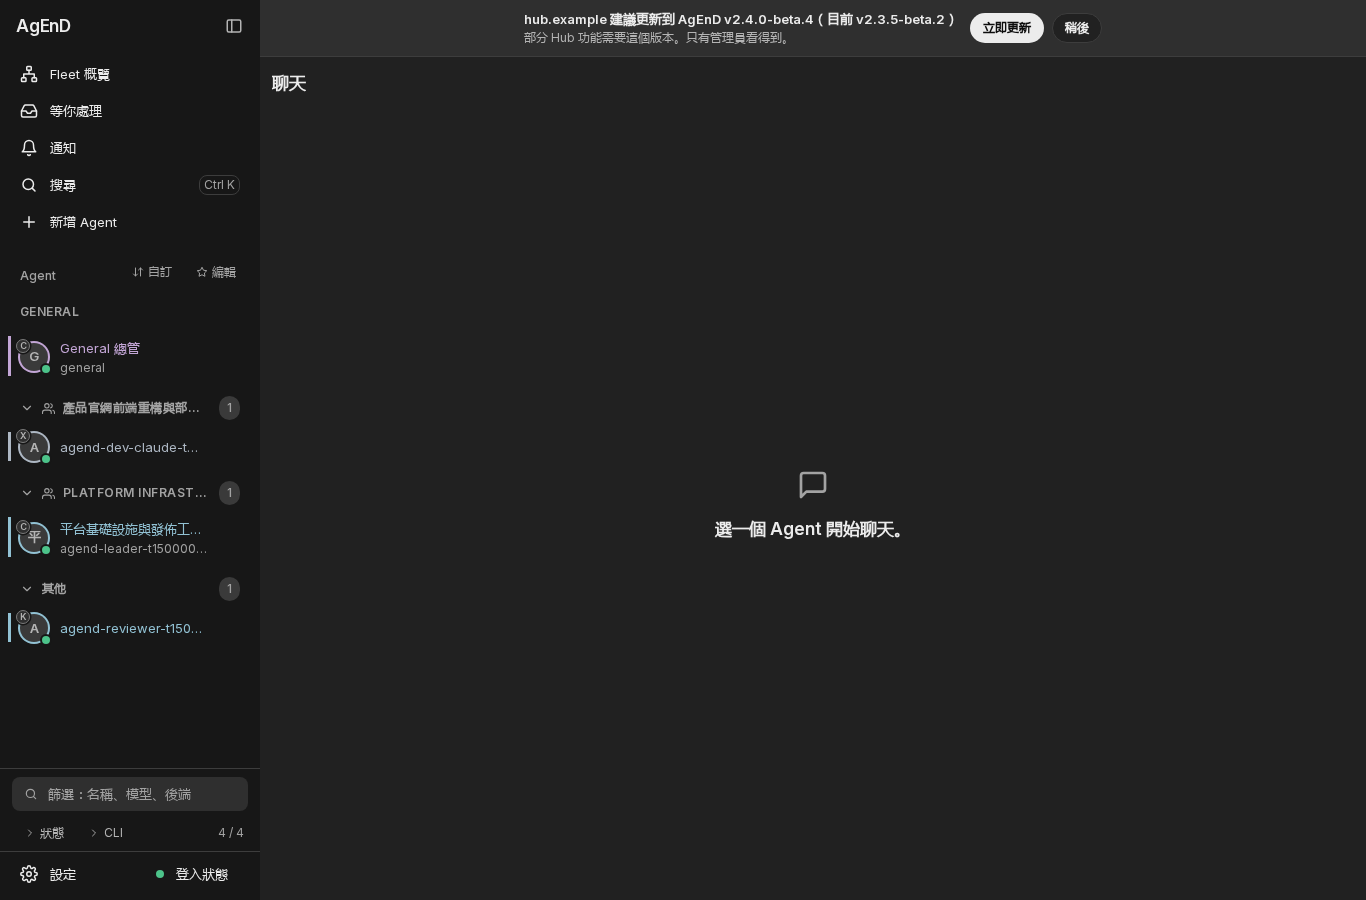 AgEnD
Fleet 概覽
等你處理
通知
搜尋 Ctrl K
新增 Agent
Agent 自訂 編輯
GENERAL
C G General 總管
general
產品官網前端重構與部… 1
X A agend-dev-claude-t…
PLATFORM INFRAST… 1
C 平 平台基礎設施與發佈工…
agend-leader-t150000…
其他 1
K A agend-reviewer-t150…
篩選：名稱、模型、後端
狀態 CLI 4 / 4
設定 登入狀態
hub.example 建議更新到 AgEnD v2.4.0-beta.4（目前 v2.3.5-beta.2）
部分 Hub 功能需要這個版本。只有管理員看得到。
立即更新 稍後
聊天
選一個 Agent 開始聊天。